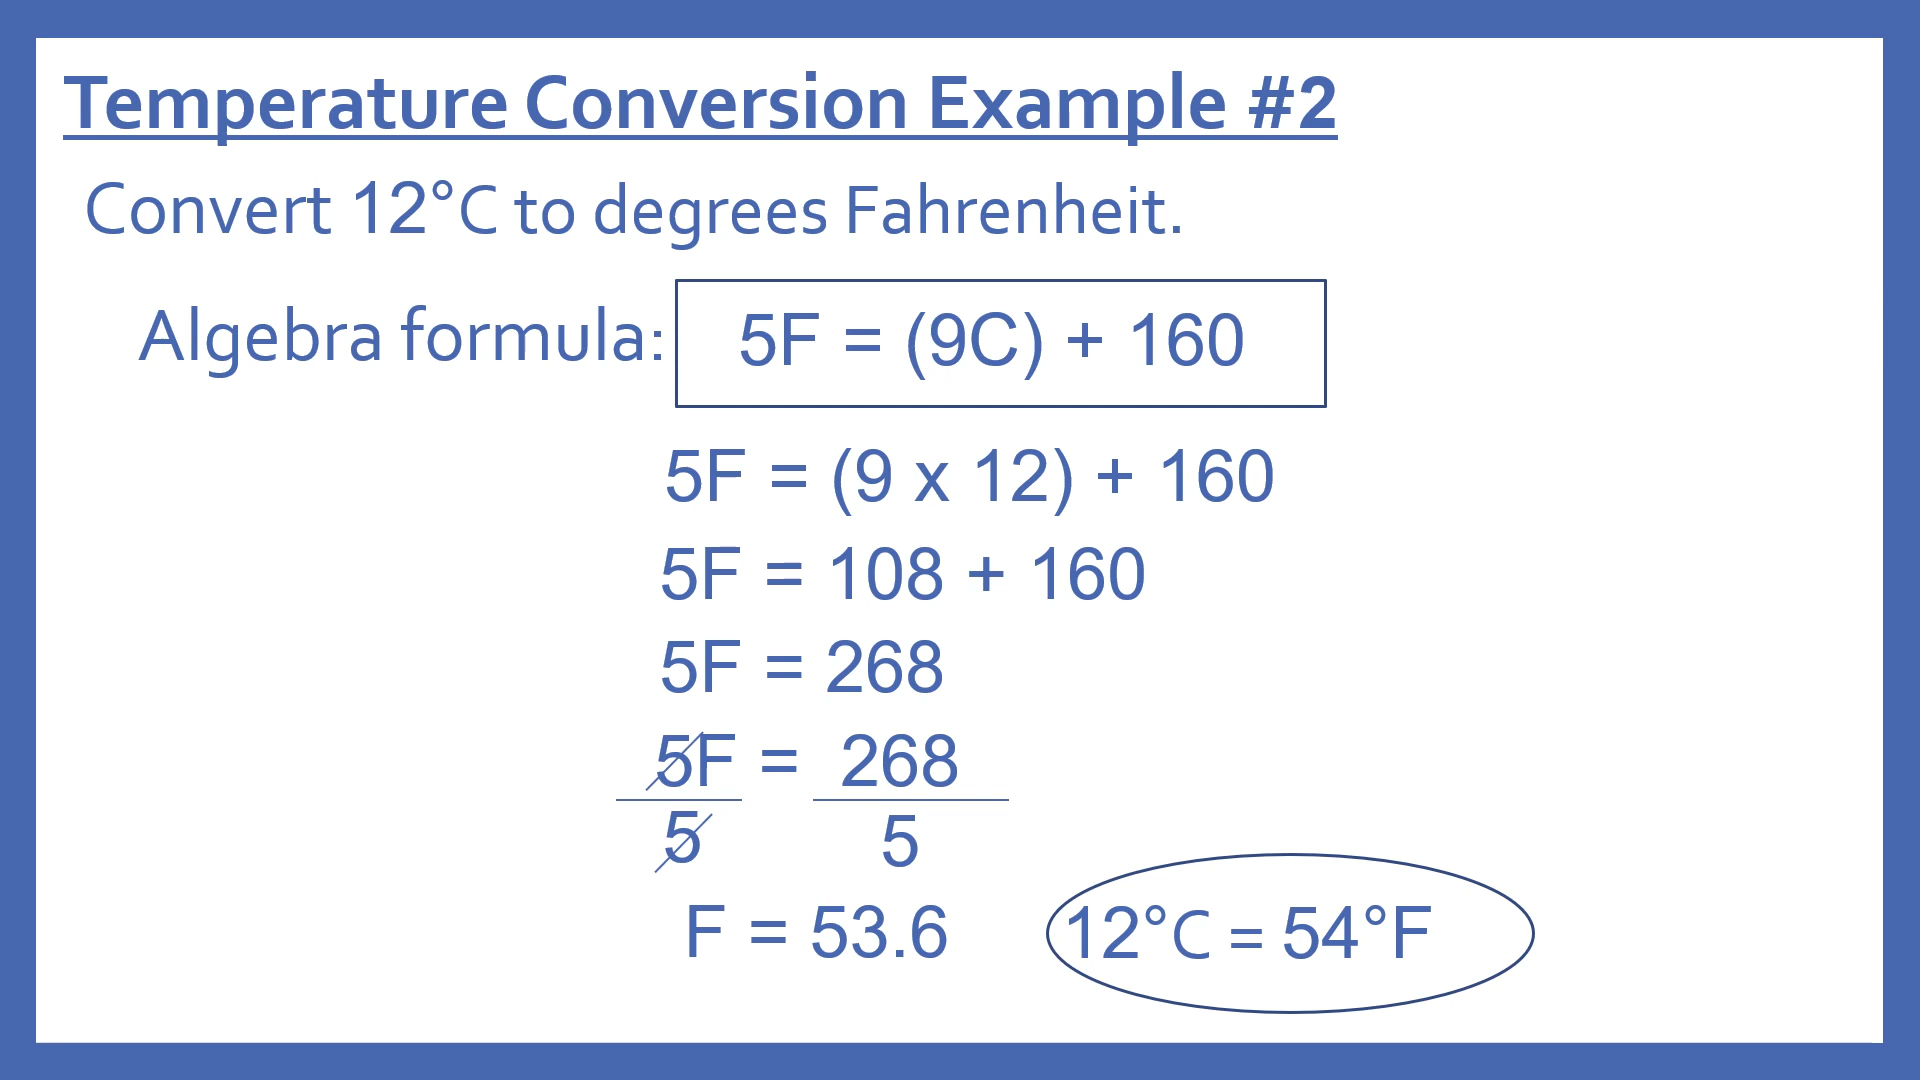 Temperature Conversion Example #2
Convert 12°C to degrees Fahrenheit.
Algebra formula: 5F = (9C) + 160
5F = (9 x 12) + 160
5F = 108 + 160
5F = 268
5F = 268
5 5
F = 53.6 12°C = 54°F